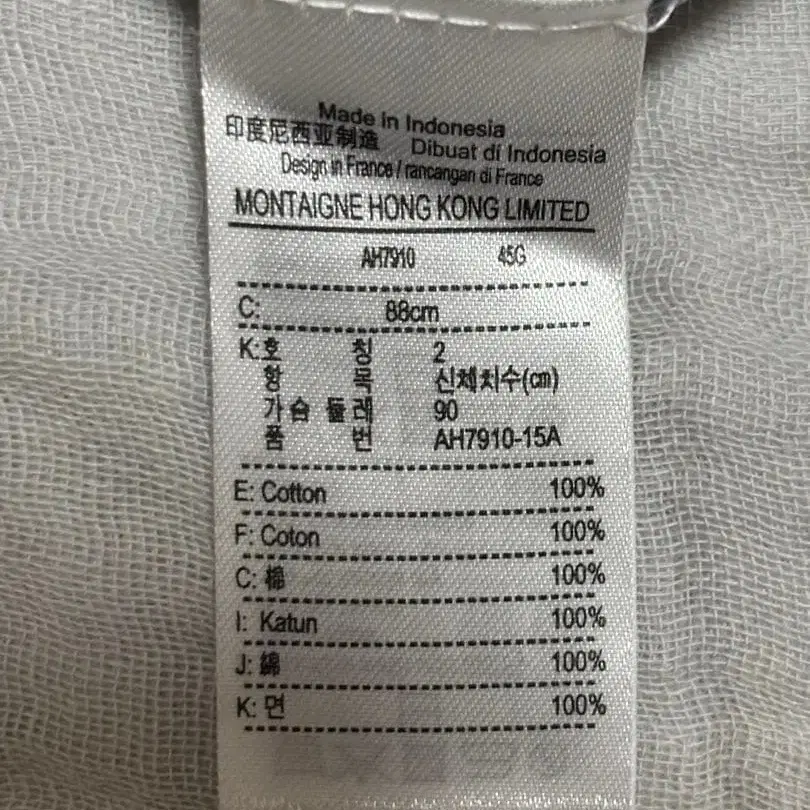 Made in Indonesia
印度尼西亚制造 Dibuat di Indonesia
Design in France / rancangan di France
MONTAIGNE HONG KONG LIMITED
AH7910 45G
C: 88cm
K:호 칭 2
항 목 신체치수(cm)
가슴 둘레 90
품 번 AH7910-15A
E: Cotton 100%
F: Coton 100%
C: 棉 100%
I: Katun 100%
J: 綿 100%
K: 면 100%